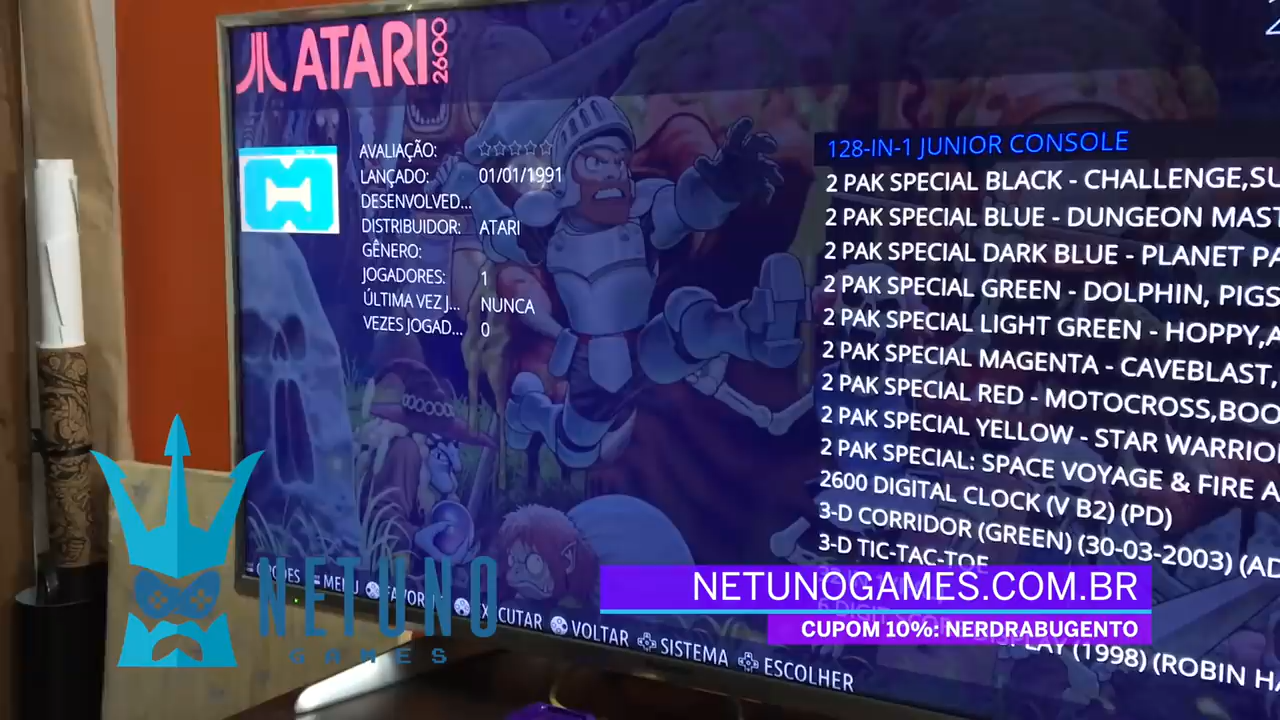 ATARI 2600
AVALIAÇÃO:
LANÇADO: 01/01/1991
DESENVOLVED...
DISTRIBUIDOR: ATARI
GÊNERO:
JOGADORES: 1
ÚLTIMA VEZ J... NUNCA
VEZES JOGAD... 0
128-IN-1 JUNIOR CONSOLE
2 PAK SPECIAL BLACK - CHALLENGE,SU
2 PAK SPECIAL BLUE - DUNGEON MAST
2 PAK SPECIAL DARK BLUE - PLANET PA
2 PAK SPECIAL GREEN - DOLPHIN, PIGS
2 PAK SPECIAL LIGHT GREEN - HOPPY,A
2 PAK SPECIAL MAGENTA - CAVEBLAST,
2 PAK SPECIAL RED - MOTOCROSS,BOO
2 PAK SPECIAL YELLOW - STAR WARRIO
2 PAK SPECIAL: SPACE VOYAGE & FIRE A
2600 DIGITAL CLOCK (V B2) (PD)
3-D CORRIDOR (GREEN) (30-03-2003) (AD
3-D TIC-TAC-TOE
(1998) (ROBIN HA
MENU
VOLTAR SISTEMA ESCOLHER
NETUNO
GAMES
NETUNOGAMES.COM.BR
CUPOM 10%: NERDRABUGENTO